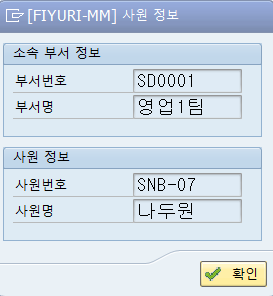 [FIYURI-MM] 사원 정보
소속 부서 정보
부서번호 SD0001
부서명 영업1팀
사원 정보
사원번호 SNB-07
사원명 나두원
확인